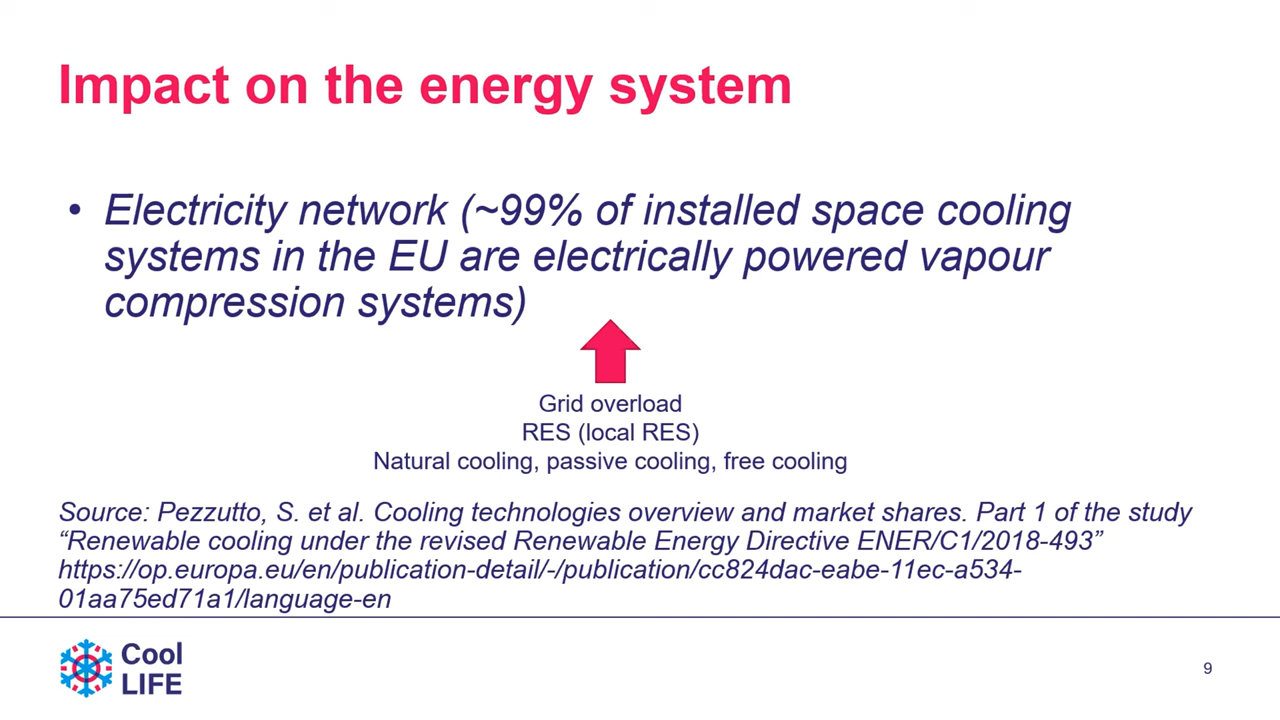 Impact on the energy system
• Electricity network (~99% of installed space cooling
systems in the EU are electrically powered vapour
compression systems)
Grid overload
RES (local RES)
Natural cooling, passive cooling, free cooling
Source: Pezzutto, S. et al. Cooling technologies overview and market shares. Part 1 of the study
“Renewable cooling under the revised Renewable Energy Directive ENER/C1/2018-493”
https://op.europa.eu/en/publication-detail/-/publication/cc824dac-eabe-11ec-a534-
01aa75ed71a1/language-en
Cool
LIFE
9